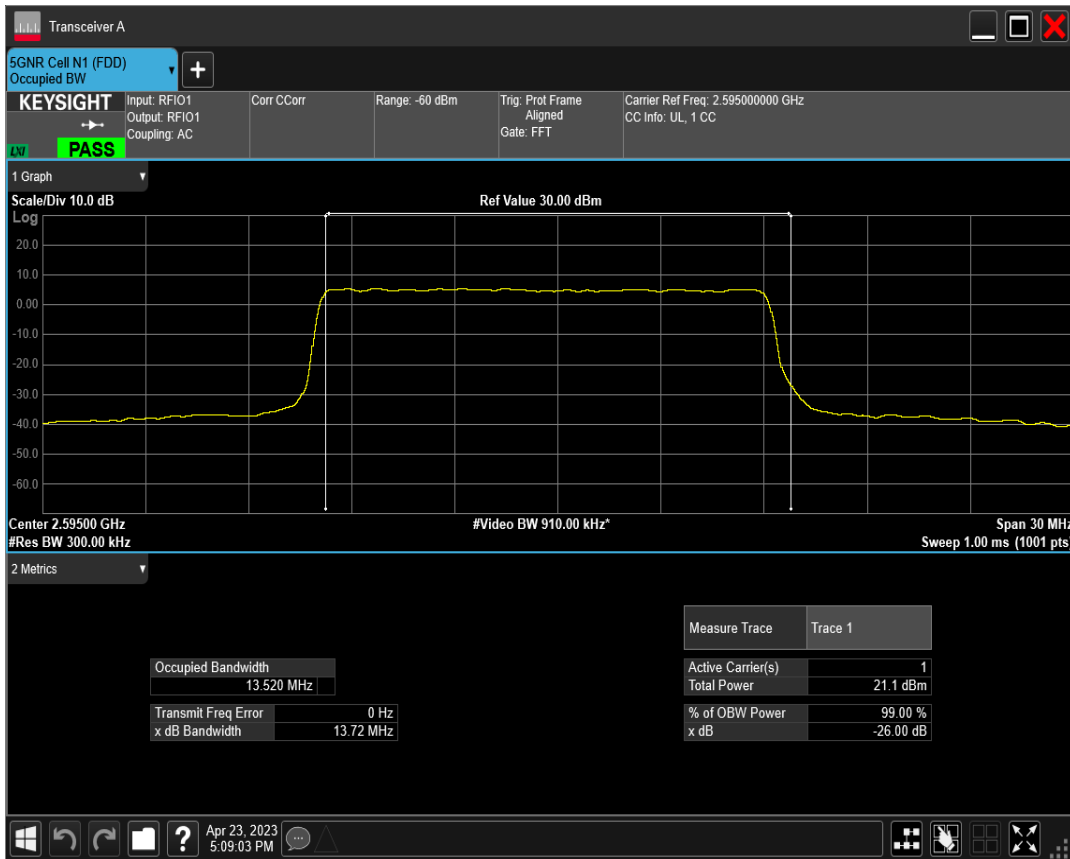 Transceiver A
5GNR Cell N1 (FDD)
Occupied BW
+
KEYSIGHT
Input: RFIO1
Output: RFIO1
Coupling: AC
Corr CCorr
Range: -60 dBm
Trig: Prot Frame
Aligned
Gate: FFT
Carrier Ref Freq: 2.595000000 GHz
CC Info: UL, 1 CC
LXI
PASS
1 Graph
Scale/Div 10.0 dB
Ref Value 30.00 dBm
Log
20.0
10.0
0.00
-10.0
-20.0
-30.0
-40.0
-50.0
-60.0
Center 2.59500 GHz
#Video BW 910.00 kHz*
Span 30 MHz
#Res BW 300.00 kHz
Sweep 1.00 ms (1001 pts)
2 Metrics
Measure Trace Trace 1
Occupied Bandwidth
13.520 MHz
Active Carrier(s) 1
Total Power 21.1 dBm
Transmit Freq Error 0 Hz
x dB Bandwidth 13.72 MHz
% of OBW Power 99.00 %
x dB -26.00 dB
?
Apr 23, 2023
5:09:03 PM